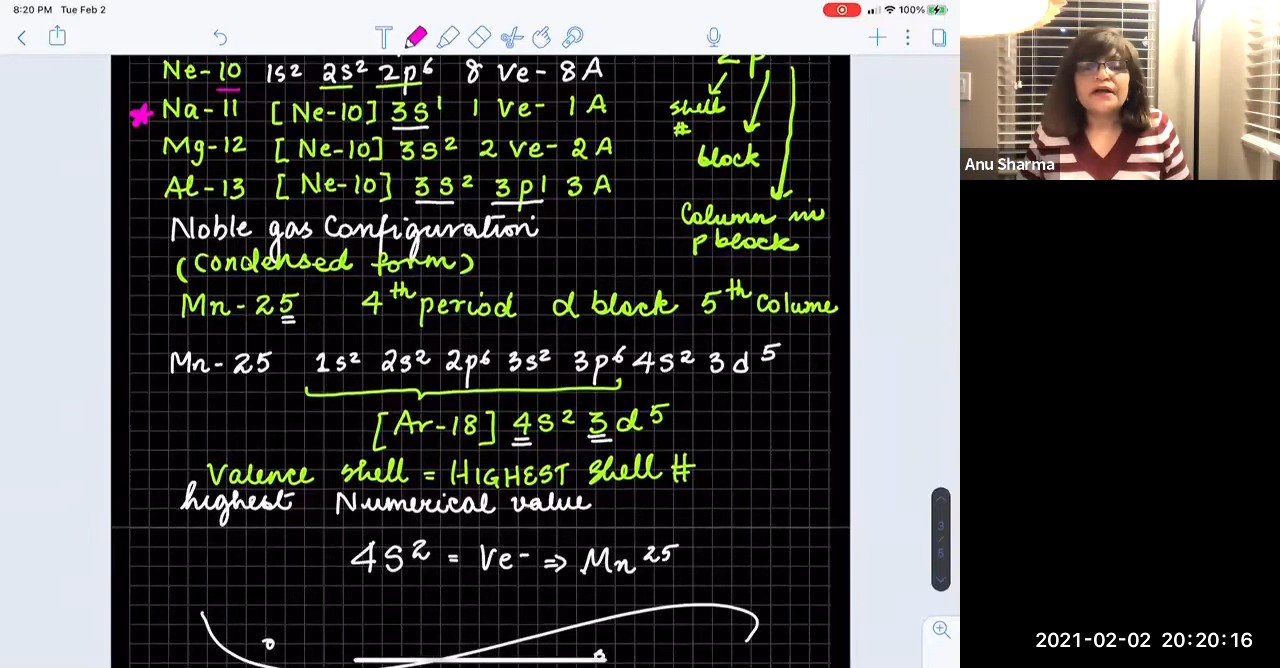 8:20 PM Tue Feb 2
100%
Ne-10 1s² 2s² 2p⁶ 8 Ve- 8A
Na-11 [Ne-10] 3s¹ 1 Ve- 1A
Mg-12 [Ne-10] 3s² 2 Ve- 2A
Al-13 [Ne-10] 3s² 3p¹ 3A
2p
shell
#
block
Column in
p block
Noble gas Configuration
(Condensed form)
Mn-25 4th period d block 5th Colume
Mn-25 1s² 2s² 2p⁶ 3s² 3p⁶ 4s² 3d⁵
[Ar-18] 4s² 3d⁵
Valence shell = HIGHEST shell #
highest Numerical value
4s² = Ve- ⇒ Mn²⁵
3
/
5
Anu Sharma
2021-02-02 20:20:16